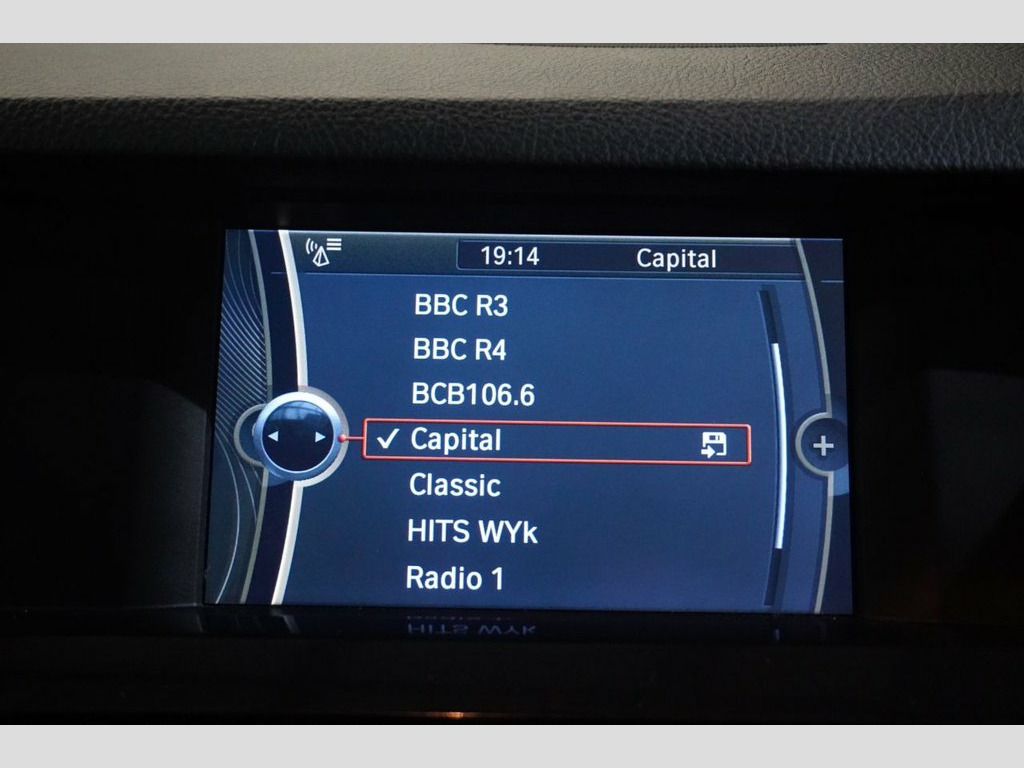 19:14 Capital
BBC R3
BBC R4
BCB106.6
Capital
Classic
HITS WYk
Radio 1